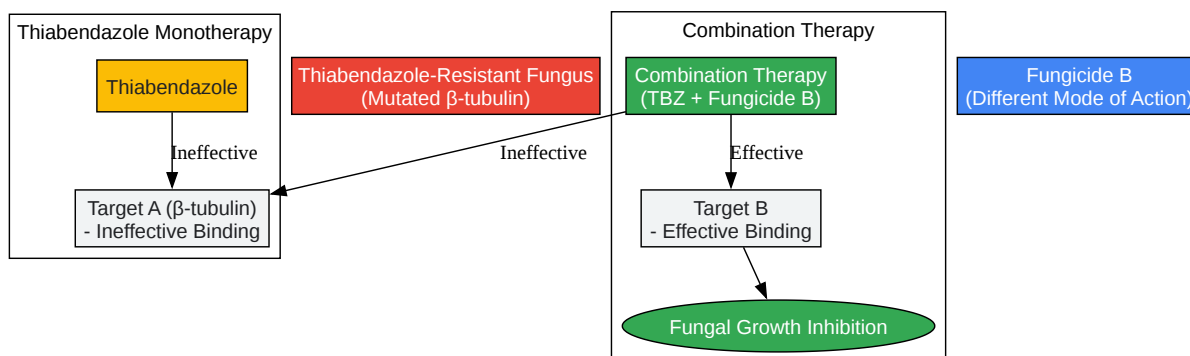 Thiabendazole Monotherapy
Combination Therapy
Thiabendazole
Thiabendazole-Resistant Fungus
(Mutated β-tubulin)
Combination Therapy
(TBZ + Fungicide B)
Fungicide B
(Different Mode of Action)
Ineffective
Ineffective
Effective
Target A (β-tubulin)
- Ineffective Binding
Target B
- Effective Binding
Fungal Growth Inhibition